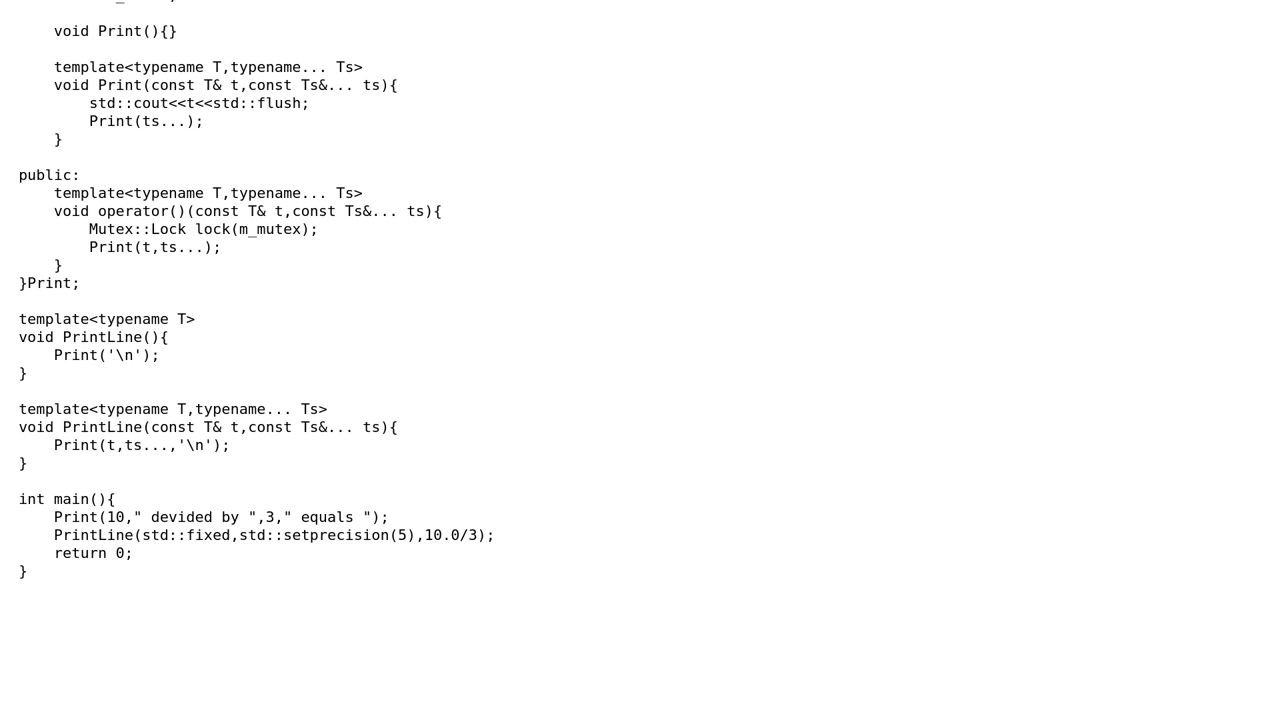 void Print(){}

    template<typename T,typename... Ts>
    void Print(const T& t,const Ts&... ts){
        std::cout<<t<<std::flush;
        Print(ts...);
    }

public:
    template<typename T,typename... Ts>
    void operator()(const T& t,const Ts&... ts){
        Mutex::Lock lock(m_mutex);
        Print(t,ts...);
    }
}Print;

template<typename T>
void PrintLine(){
    Print('\n');
}

template<typename T,typename... Ts>
void PrintLine(const T& t,const Ts&... ts){
    Print(t,ts...,'\n');
}

int main(){
    Print(10," devided by ",3," equals ");
    PrintLine(std::fixed,std::setprecision(5),10.0/3);
    return 0;
}